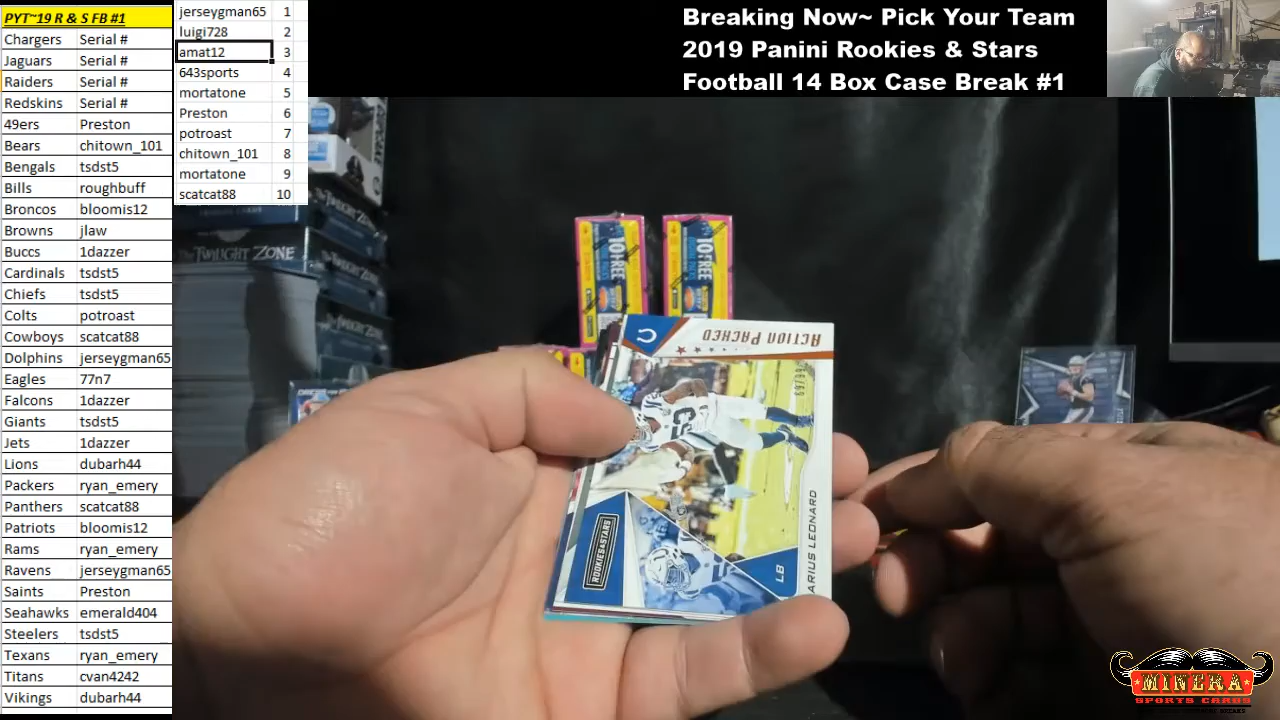 PYT~19 R & S FB #1
Chargers Serial #
Jaguars Serial #
Raiders Serial #
Redskins Serial #
49ers Preston
Bears chitown_101
Bengals tsdst5
Bills roughbuff
Broncos bloomis12
Browns jlaw
Buccs 1dazzer
Cardinals tsdst5
Chiefs tsdst5
Colts potroast
Cowboys scatcat88
Dolphins jerseygman65
Eagles 77n7
Falcons 1dazzer
Giants tsdst5
Jets 1dazzer
Lions dubarh44
Packers ryan_emery
Panthers scatcat88
Patriots bloomis12
Rams ryan_emery
Ravens jerseygman65
Saints Preston
Seahawks emerald404
Steelers tsdst5
Texans ryan_emery
Titans cvan4242
Vikings dubarh44
jerseygman65 1
luigi728 2
amat12 3
643sports 4
mortatone 5
Preston 6
potroast 7
chitown_101 8
mortatone 9
scatcat88 10
Breaking Now~ Pick Your Team
2019 Panini Rookies & Stars
Football 14 Box Case Break #1
THE TWILIGHT ZONE
ACTION PACKED
ROOKIES & STARS
LB
ARIUS LEONARD
MINERA
SPORTS CARDS